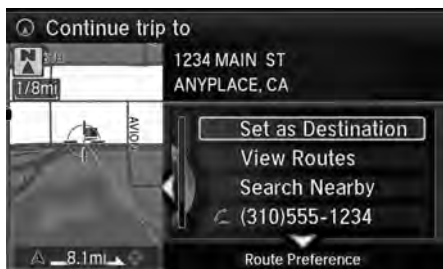 Continue trip to
N
1/8mi
1234 MAIN ST
ANYPLACE, CA
Set as Destination
View Routes
Search Nearby
(310)555-1234
8.1mi
Route Preference